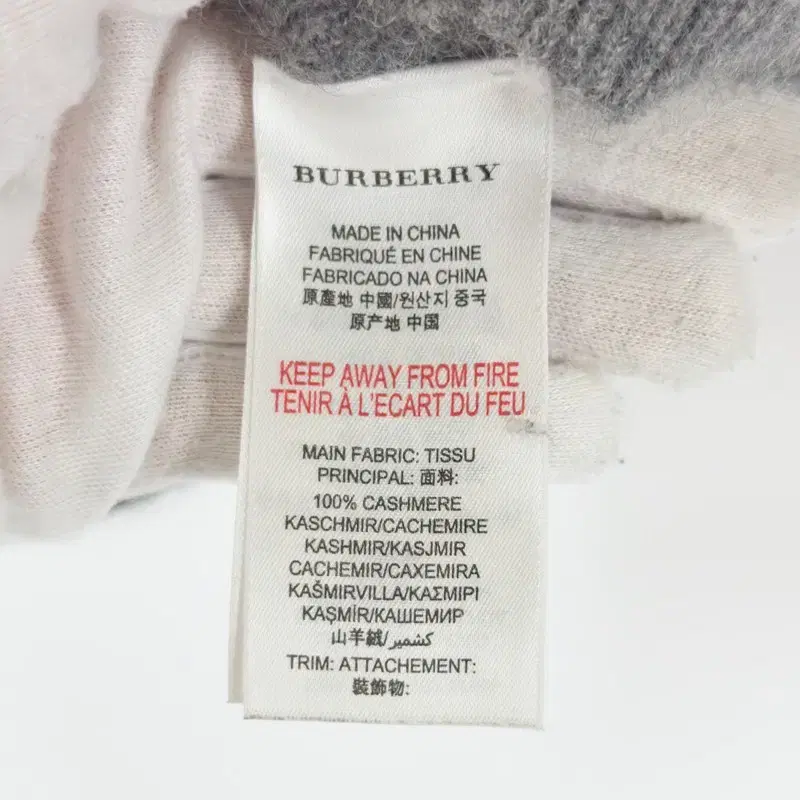 BURBERRY
MADE IN CHINA
FABRIQUÉ EN CHINE
FABRICADO NA CHINA
原產地 中國/원산지 중국
原产地 中国
KEEP AWAY FROM FIRE
TENIR À L'ECART DU FEU
MAIN FABRIC: TISSU
PRINCIPAL: 面料:
100% CASHMERE
KASCHMIR/CACHEMIRE
KASHMIR/KASJMIR
CACHEMIR/CAXEMIRA
KAŠMIRVILLA/ΚΑΣΜΙΡΙ
KAŞMİR/КАШЕМИР
山羊絨/كشمير
TRIM: ATTACHEMENT:
裝飾物: